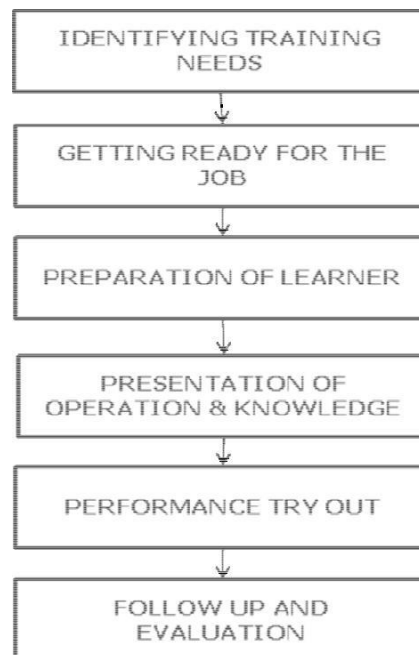 IDENTIFYING TRAINING
NEEDS
GETTING READY FOR THE
JOB
PREPARATION OF LEARNER
PRESENTATION OF
OPERATION & KNOWLEDGE
PERFORMANCE TRY OUT
FOLLOW UP AND
EVALUATION